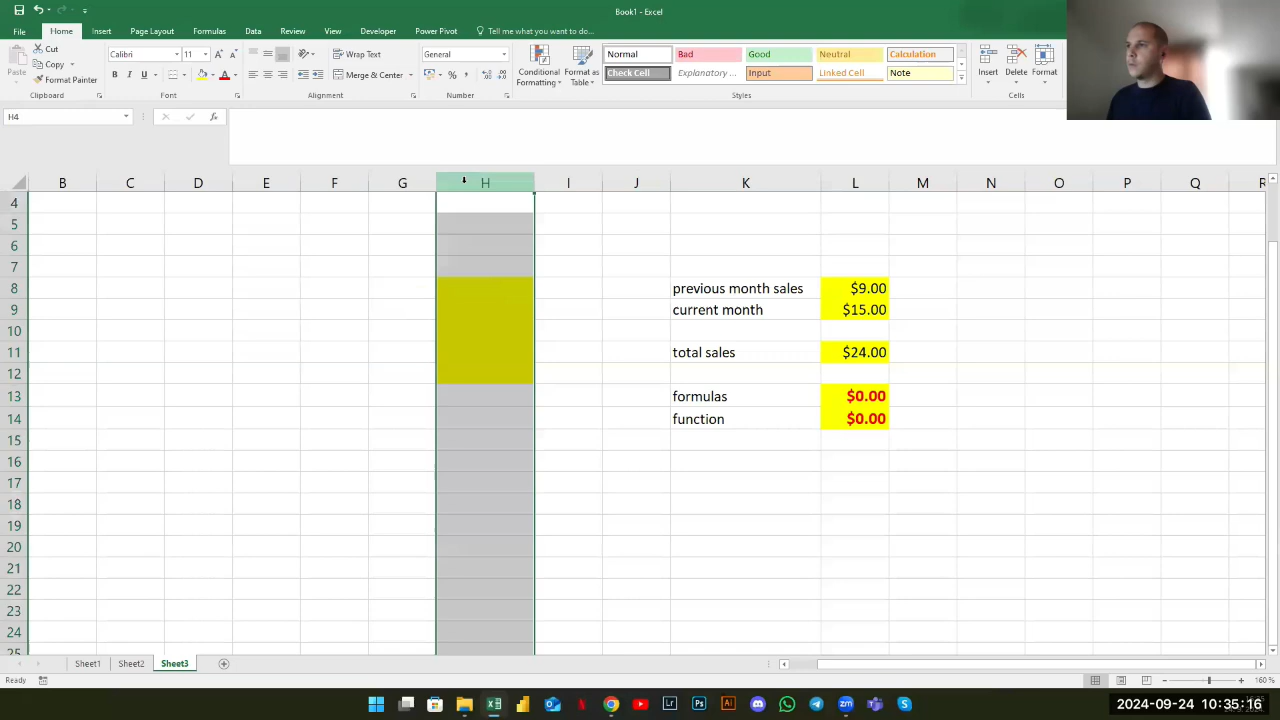 Book1 - Excel
File Home Insert Page Layout Formulas Data Review View Developer Power Pivot Tell me what you want to do...
Paste Cut Copy Format Painter Clipboard
Calibri 11 B I U A Font
Wrap Text Merge & Center Alignment
General $ % , Number
Conditional Formatting Format as Table
Normal Bad Good Neutral Calculation
Check Cell Explanatory ... Input Linked Cell Note
Styles
Insert Delete Format Cells
H4 fx
B C D E F G H I J K L M N O P Q R
4
5
6
7
8 previous month sales $9.00
9 current month $15.00
10
11 total sales $24.00
12
13 formulas $0.00
14 function $0.00
15
16
17
18
19
20
21
22
23
24
25
Sheet1 Sheet2 Sheet3
Ready 160 %
2024-09-24 10:35:16